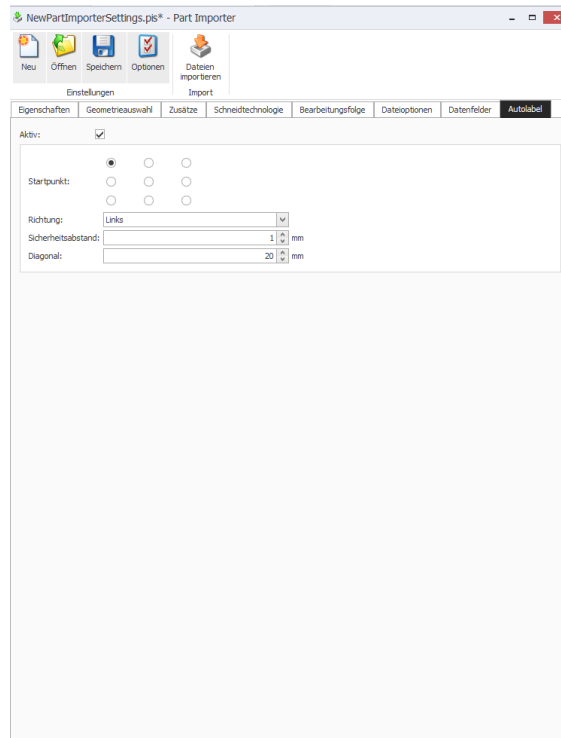 NewPartImporterSettings.pis* - Part Importer
Neu Öffnen Speichern Optionen Dateien
importieren
Einstellungen Import
Eigenschaften Geometrieauswahl Zusätze Schneidtechnologie Bearbeitungsfolge Dateioptionen Datenfelder Autolabel
Aktiv:
Startpunkt:
Richtung: Links
Sicherheitsabstand: 1 mm
Diagonal: 20 mm